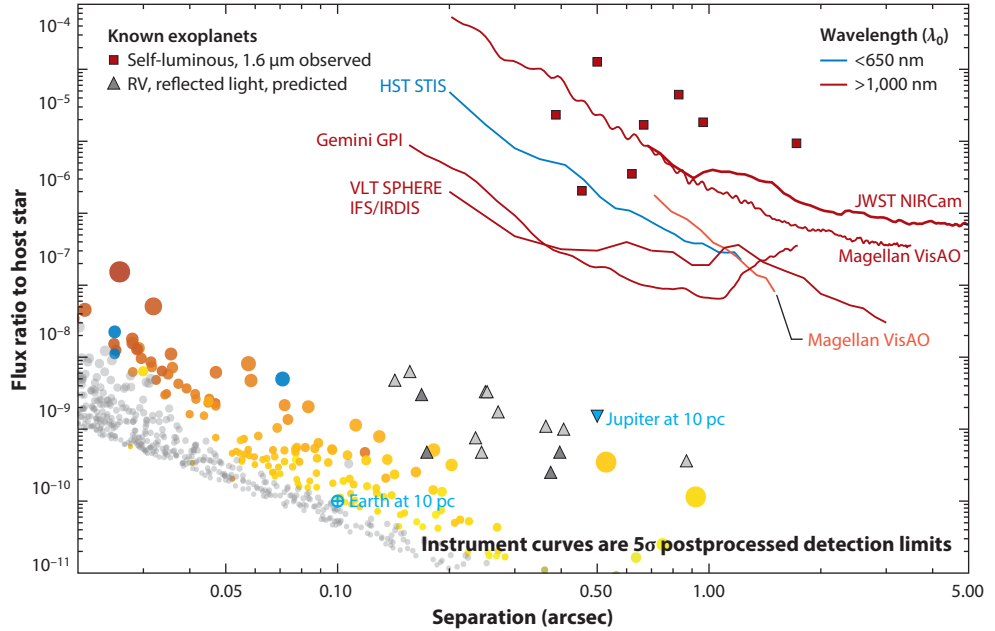 10⁻⁴
10⁻⁵
10⁻⁶
10⁻⁷
10⁻⁸
10⁻⁹
10⁻¹⁰
10⁻¹¹
Flux ratio to host star
Known exoplanets
Self-luminous, 1.6 μm observed
RV, reflected light, predicted
Wavelength (λ₀)
<650 nm
>1,000 nm
HST STIS
Gemini GPI
VLT SPHERE
IFS/IRDIS
JWST NIRCam
Magellan VisAO
Magellan VisAO
Jupiter at 10 pc
Earth at 10 pc
Instrument curves are 5σ postprocessed detection limits
0.05
0.10
0.50
1.00
5.00
Separation (arcsec)